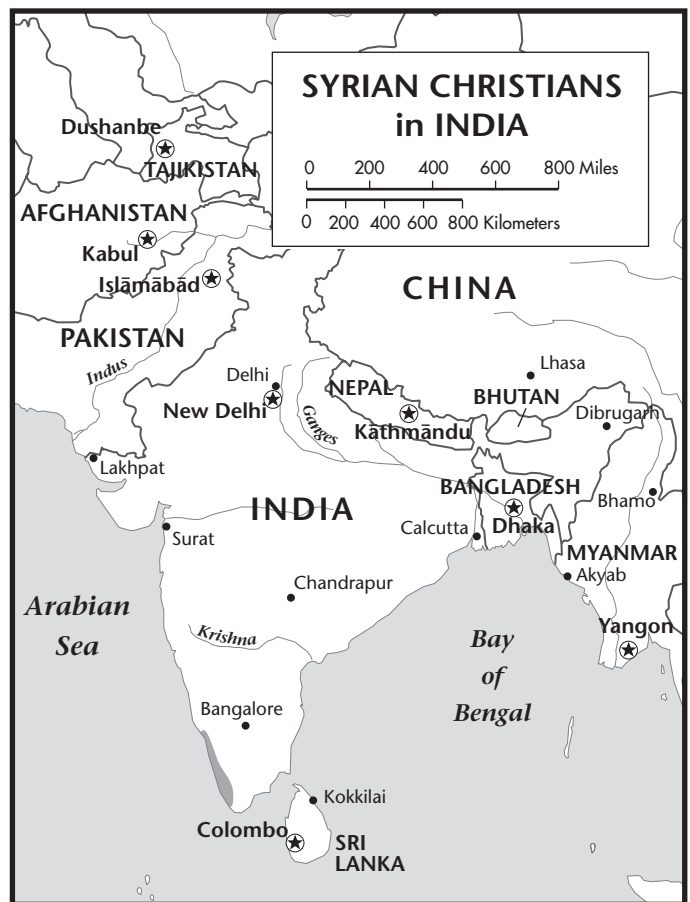 SYRIAN CHRISTIANS
in INDIA
0 200 400 600 800 Miles
0 200 400 600 800 Kilometers
Dushanbe
TAJIKISTAN
AFGHANISTAN
Kabul
Islāmābād
CHINA
PAKISTAN
Indus
Delhi
New Delhi
Ganges
NEPAL
Kāthmāndu
Lhasa
BHUTAN
Dibrugarh
Lakhpat
BANGLADESH
Dhaka
Bhamo
INDIA
Surat
Calcutta
MYANMAR
Akyab
Chandrapur
Arabian
Sea
Krishna
Yangon
Bay
of
Bengal
Bangalore
Kokkilai
Colombo
SRI
LANKA